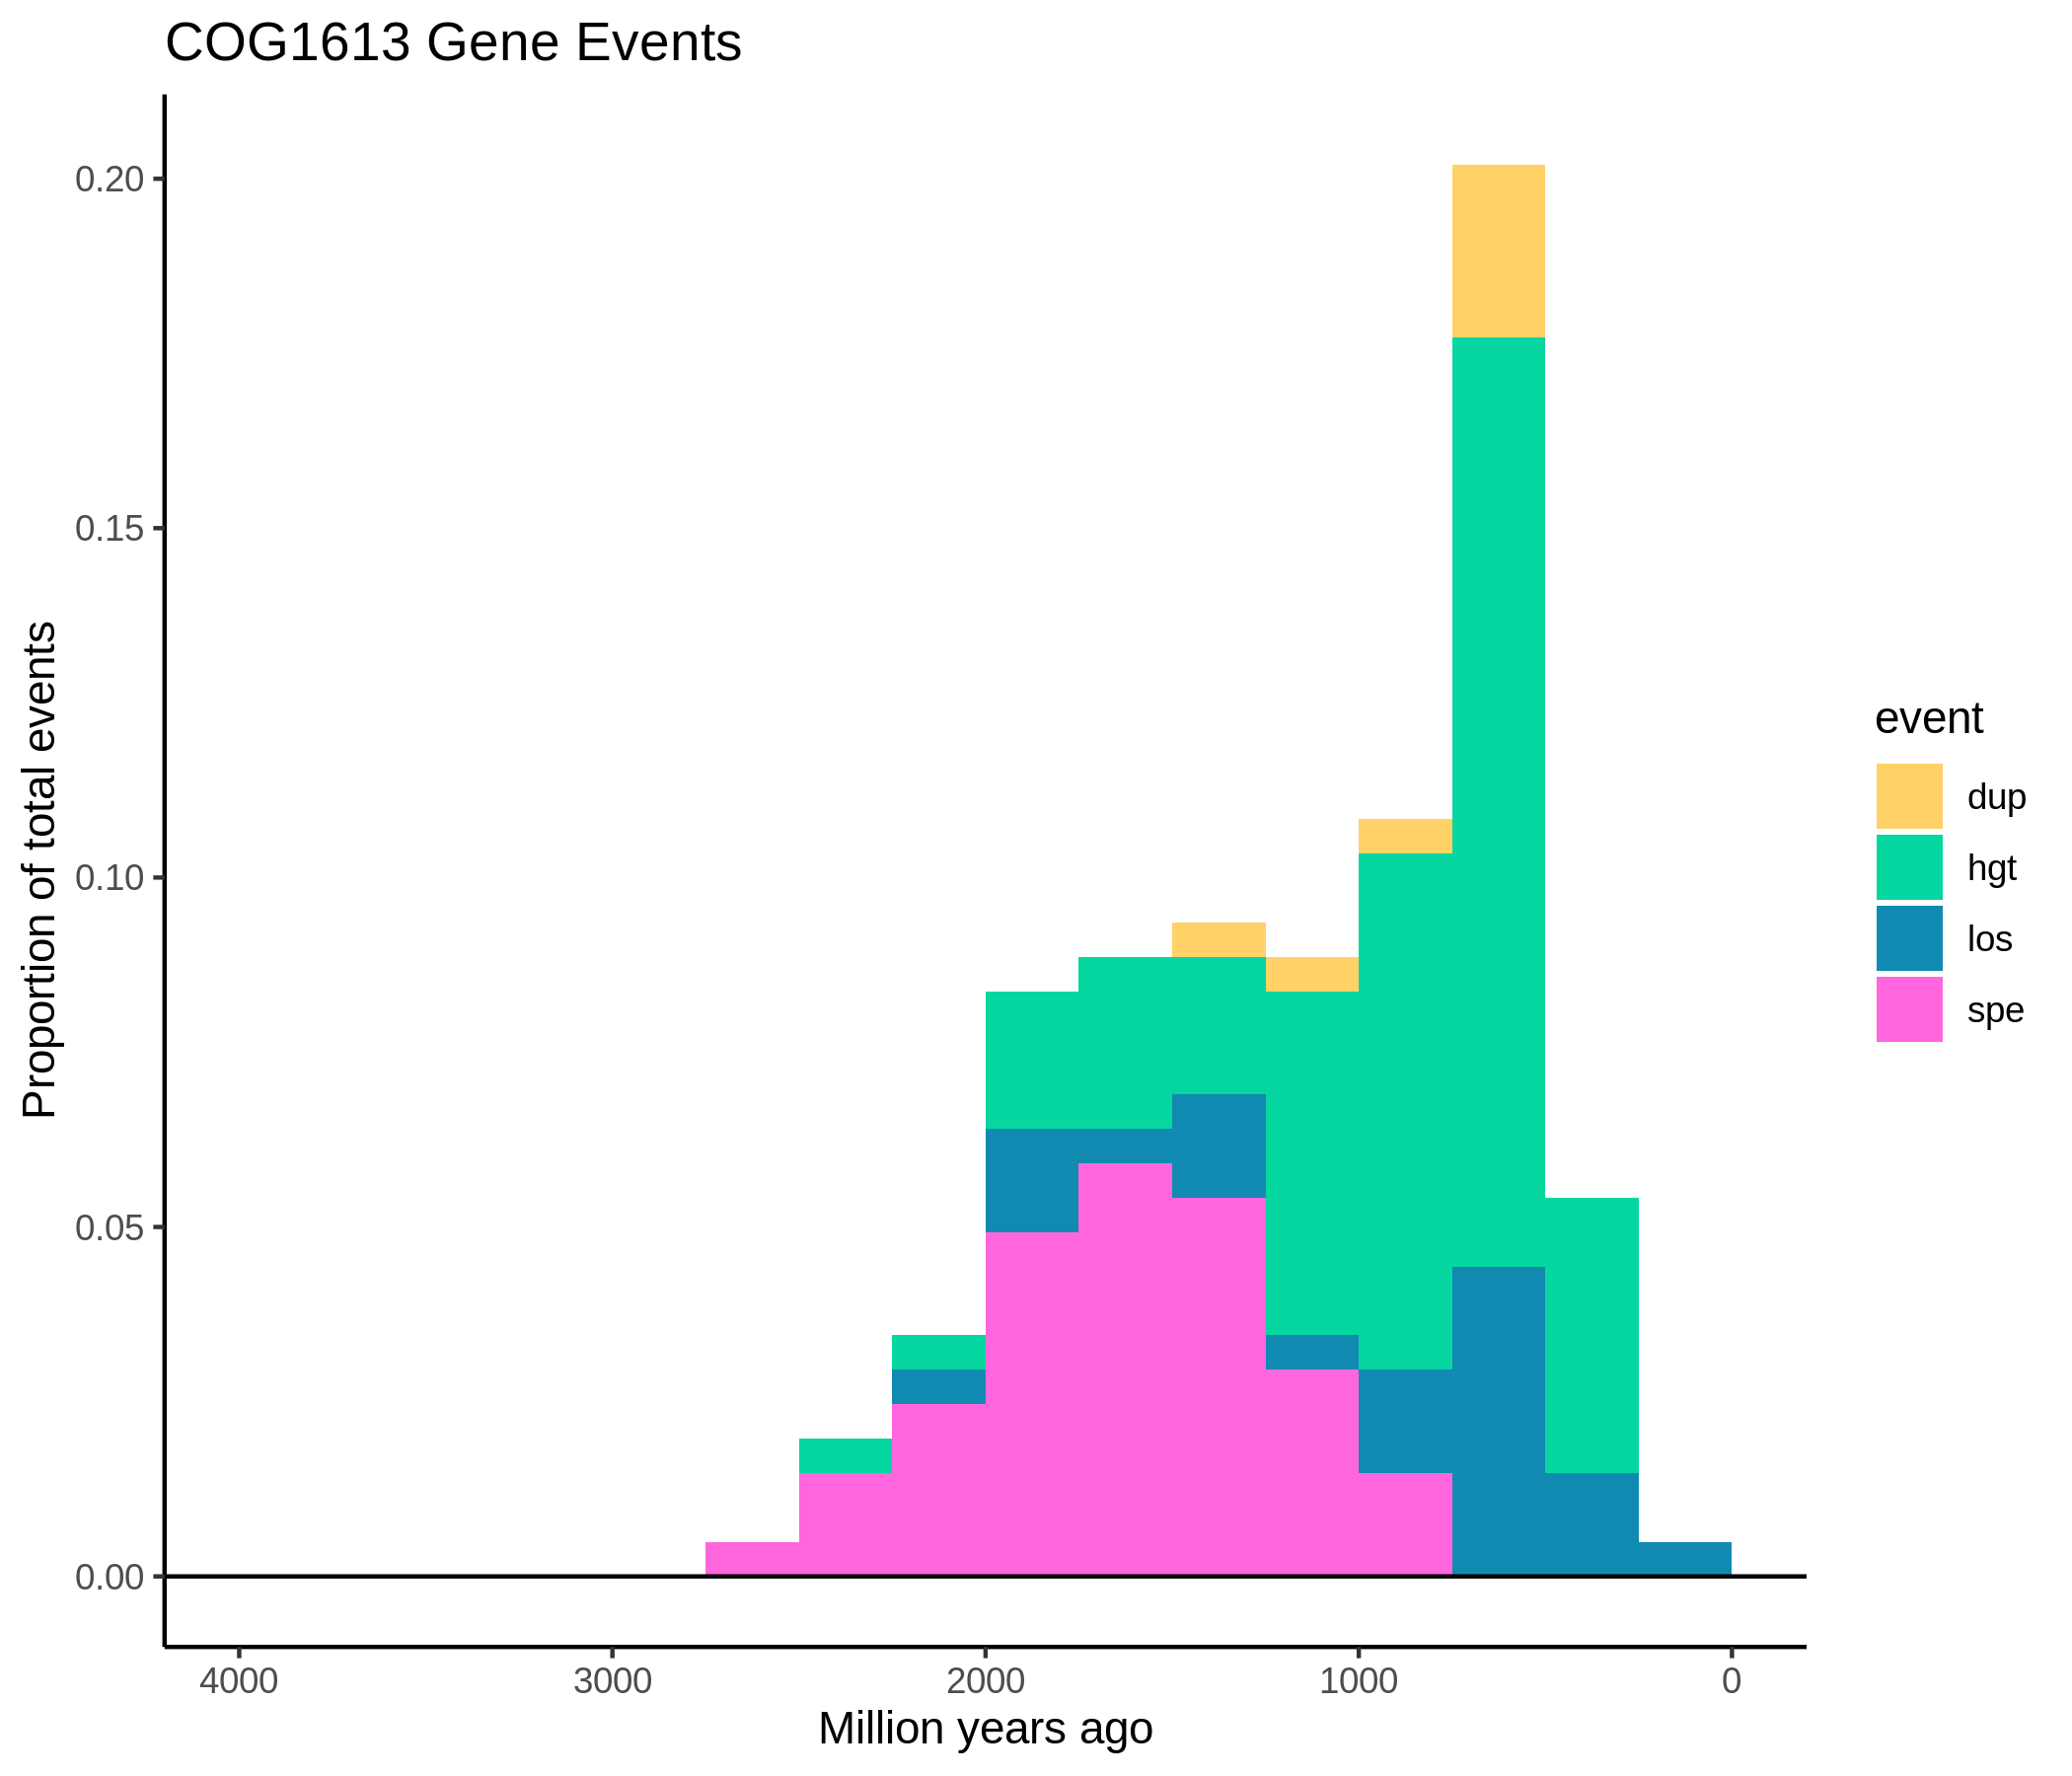 COG1613 Gene Events
Proportion of total events
0.20
0.15
0.10
0.05
0.00
4000 3000 2000 1000 0
Million years ago
event
dup
hgt
los
spe